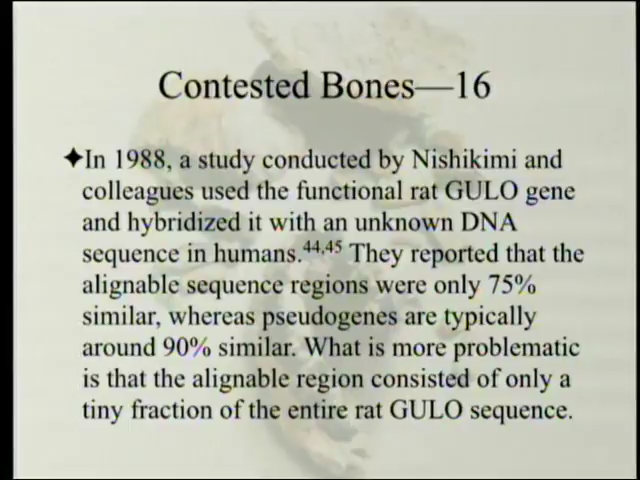 Contested Bones—16
✦In 1988, a study conducted by Nishikimi and
colleagues used the functional rat GULO gene
and hybridized it with an unknown DNA
sequence in humans.44,45 They reported that the
alignable sequence regions were only 75%
similar, whereas pseudogenes are typically
around 90% similar. What is more problematic
is that the alignable region consisted of only a
tiny fraction of the entire rat GULO sequence.